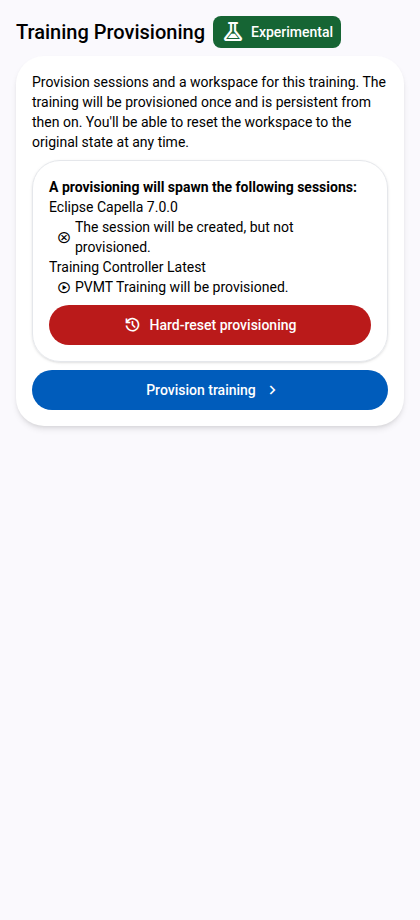 Training Provisioning
Experimental
Provision sessions and a workspace for this training. The
training will be provisioned once and is persistent from
then on. You'll be able to reset the workspace to the
original state at any time.
A provisioning will spawn the following sessions:
Eclipse Capella 7.0.0
The session will be created, but not
provisioned.
Training Controller Latest
PVMT Training will be provisioned.
Hard-reset provisioning
Provision training